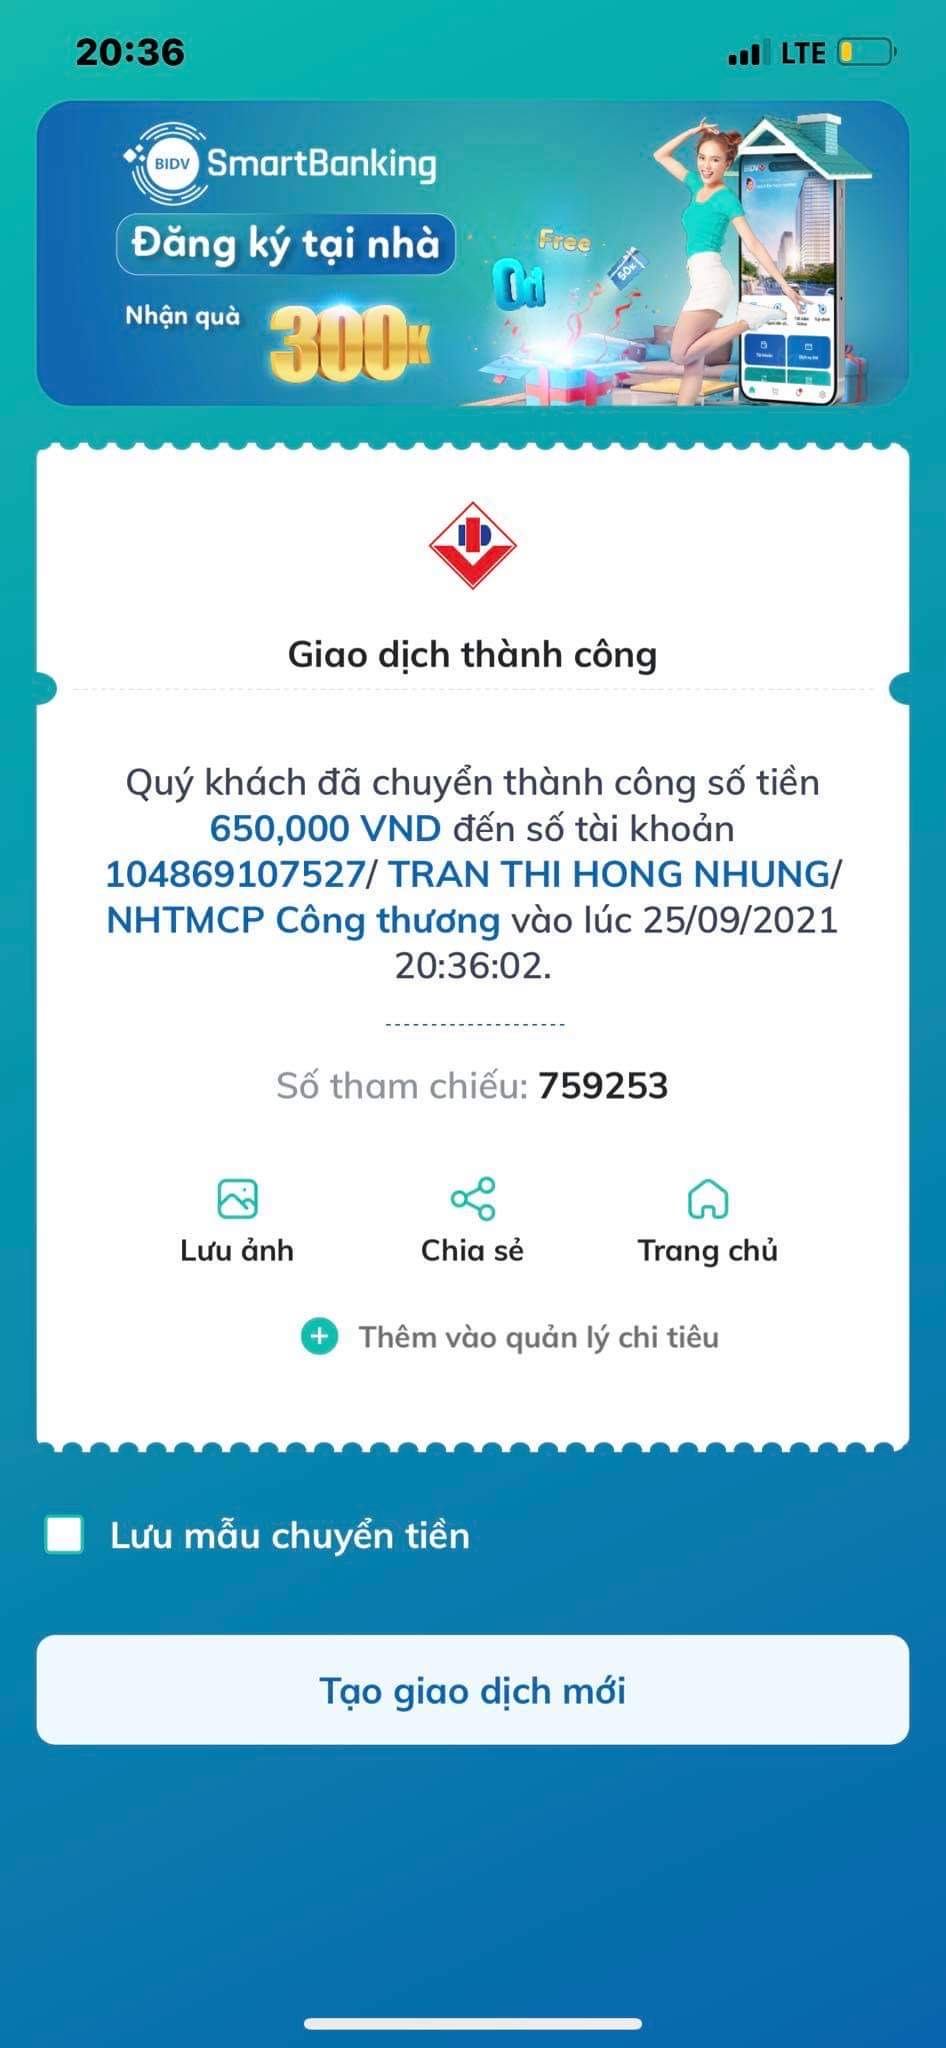 20:36
LTE
BIDV SmartBanking
Đăng ký tại nhà
Free
0đ
50K
Nhận quà 300K
Giao dịch thành công
Quý khách đã chuyển thành công số tiền
650,000 VND đến số tài khoản
104869107527/ TRAN THI HONG NHUNG/
NHTMCP Công thương vào lúc 25/09/2021
20:36:02.
Số tham chiếu: 759253
Lưu ảnh
Chia sẻ
Trang chủ
Thêm vào quản lý chi tiêu
Lưu mẫu chuyển tiền
Tạo giao dịch mới